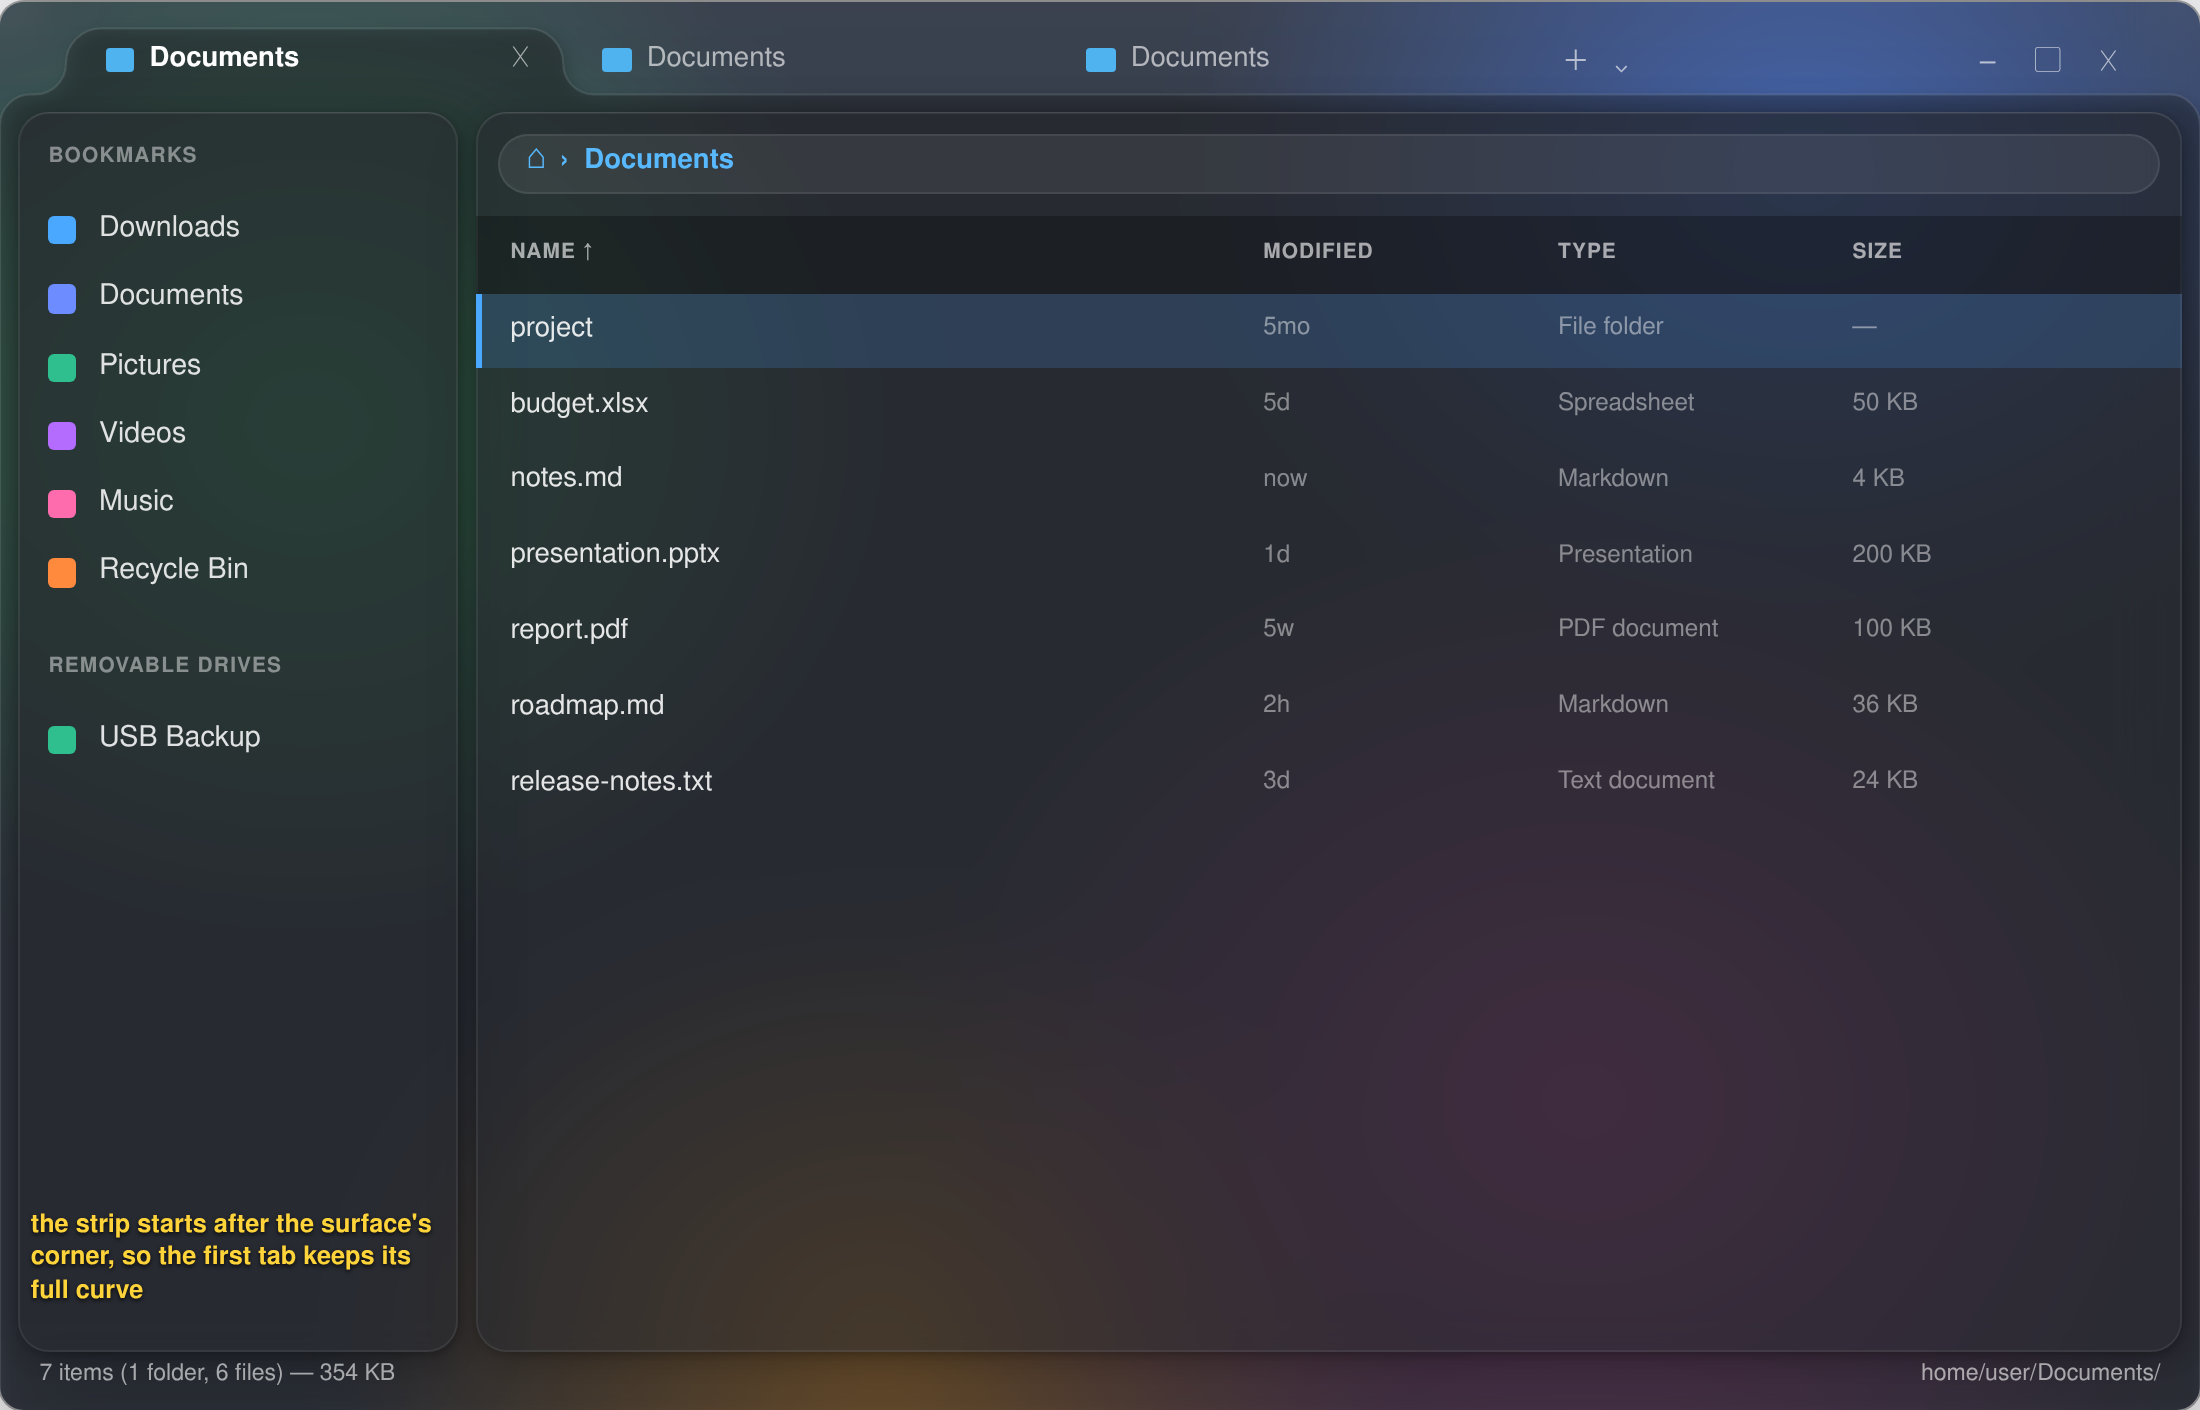 Documents X Documents Documents + ⌄ – X
BOOKMARKS
Downloads
Documents
Pictures
Videos
Music
Recycle Bin
REMOVABLE DRIVES
USB Backup
the strip starts after the surface's
corner, so the first tab keeps its
full curve
› Documents
NAME ↑ MODIFIED TYPE SIZE
project 5mo File folder —
budget.xlsx 5d Spreadsheet 50 KB
notes.md now Markdown 4 KB
presentation.pptx 1d Presentation 200 KB
report.pdf 5w PDF document 100 KB
roadmap.md 2h Markdown 36 KB
release-notes.txt 3d Text document 24 KB
7 items (1 folder, 6 files) — 354 KB home/user/Documents/